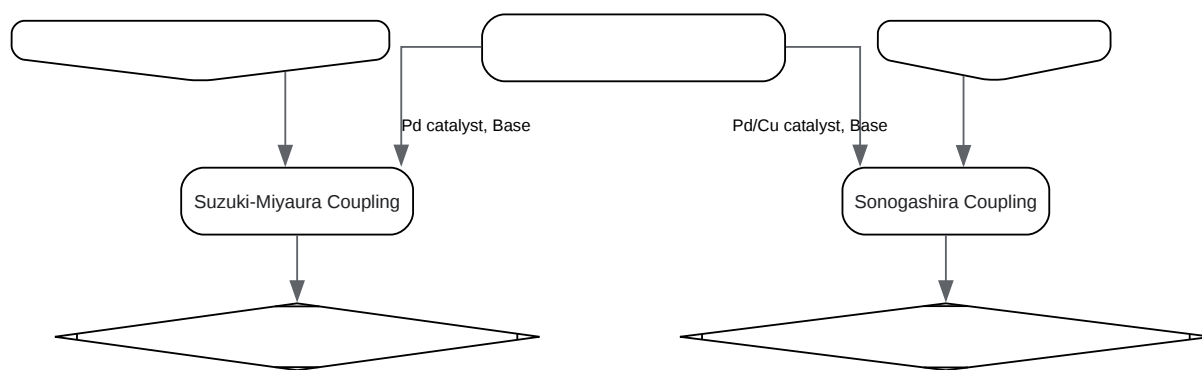 Pd catalyst, Base
Pd/Cu catalyst, Base
Suzuki-Miyaura Coupling
Sonogashira Coupling